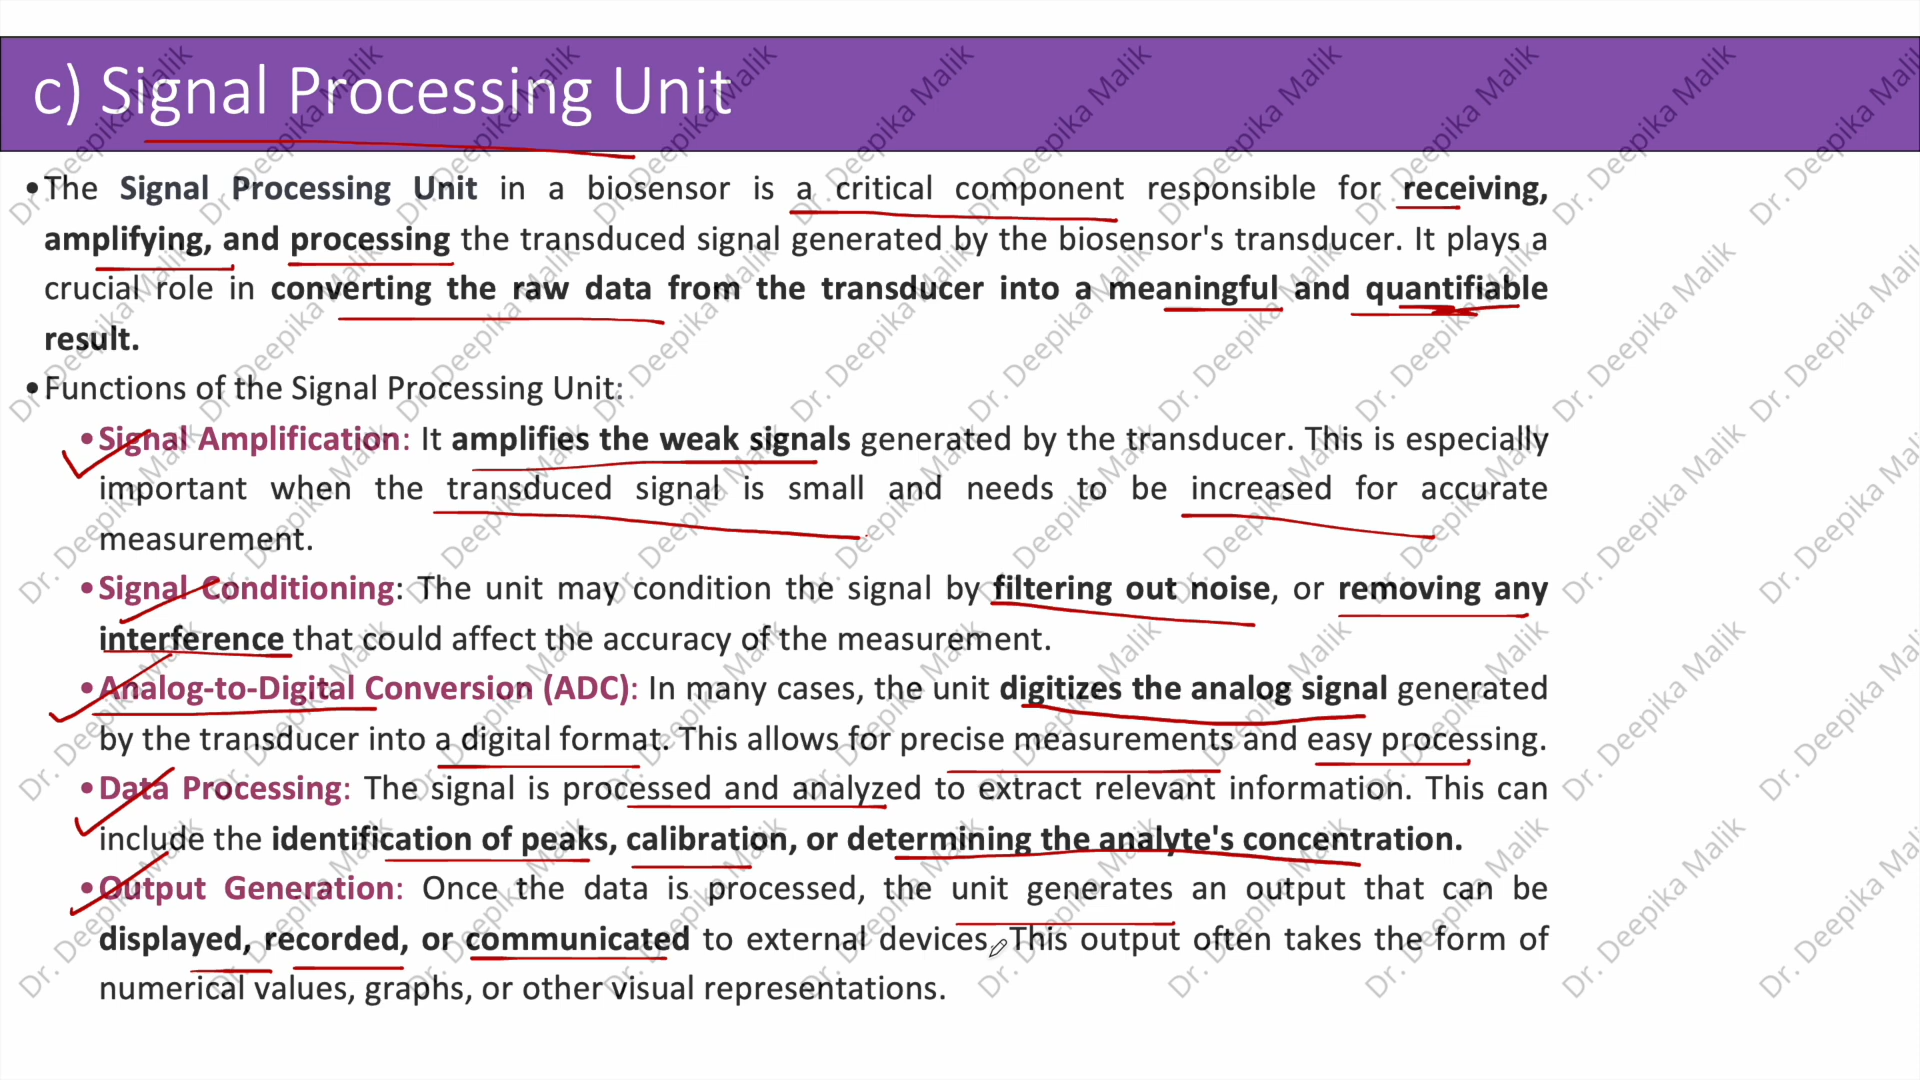 c) Signal Processing Unit
•The Signal Processing Unit in a biosensor is a critical component responsible for receiving,
amplifying, and processing the transduced signal generated by the biosensor's transducer. It plays a
crucial role in converting the raw data from the transducer into a meaningful and quantifiable
result.
•Functions of the Signal Processing Unit:
•Signal Amplification: It amplifies the weak signals generated by the transducer. This is especially
important when the transduced signal is small and needs to be increased for accurate
measurement.
•Signal Conditioning: The unit may condition the signal by filtering out noise, or removing any
interference that could affect the accuracy of the measurement.
•Analog-to-Digital Conversion (ADC): In many cases, the unit digitizes the analog signal generated
by the transducer into a digital format. This allows for precise measurements and easy processing.
•Data Processing: The signal is processed and analyzed to extract relevant information. This can
include the identification of peaks, calibration, or determining the analyte's concentration.
•Output Generation: Once the data is processed, the unit generates an output that can be
displayed, recorded, or communicated to external devices. This output often takes the form of
numerical values, graphs, or other visual representations.
Dr. Deepika Malik